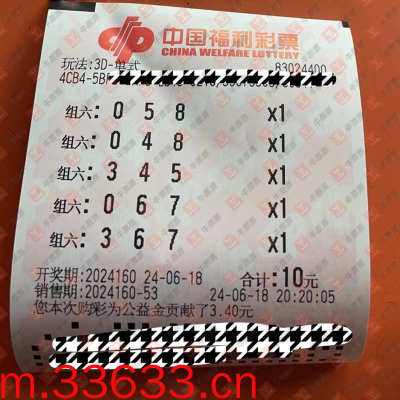 中国福利彩票
CHINA WELFARE LOTTERY
玩法:3D-单式 83024400
4CB4-5B
组六: 0 5 8 x1
组六: 0 4 8 x1
组六: 3 4 5 x1
组六: 0 6 7 x1
组六: 3 6 7 x1
开奖期:2024160 24-06-18 合计:10元
销售期:2024160-53 24-06-18 20:20:05
您本次购彩为公益金贡献了3.40元
m.33633.cn